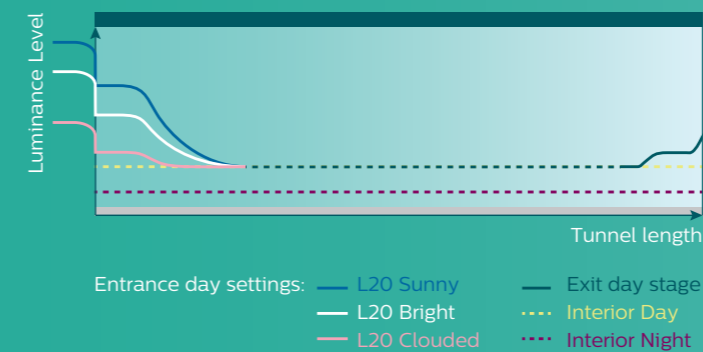 Luminance Level
Tunnel length
Entrance day settings:
L20 Sunny
L20 Bright
L20 Clouded
Exit day stage
Interior Day
Interior Night